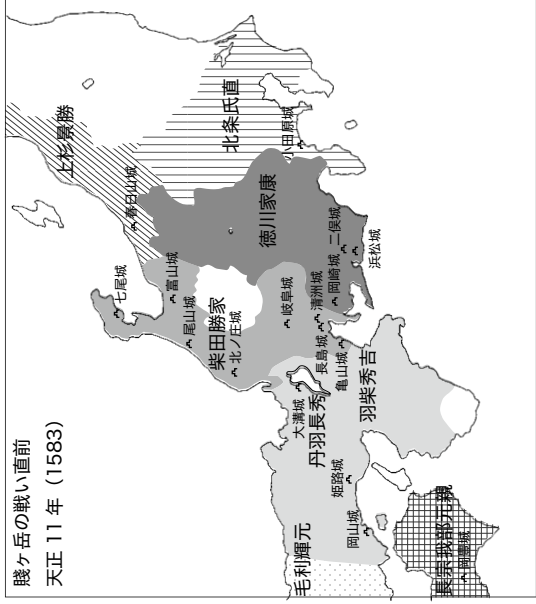 賤ヶ岳の戦い直前
天正 11 年（1583）
上杉景勝
北条氏直
春日山城
小田原城
七尾城
富山城
徳川家康
尾山城
柴田勝家
北ノ庄城
岐阜城
清洲城
岡崎城
二俣城
浜松城
長島城
亀山城
大溝城
丹羽長秀
羽柴秀吉
姫路城
岡山城
毛利輝元
長宗我部元親
岡豊城